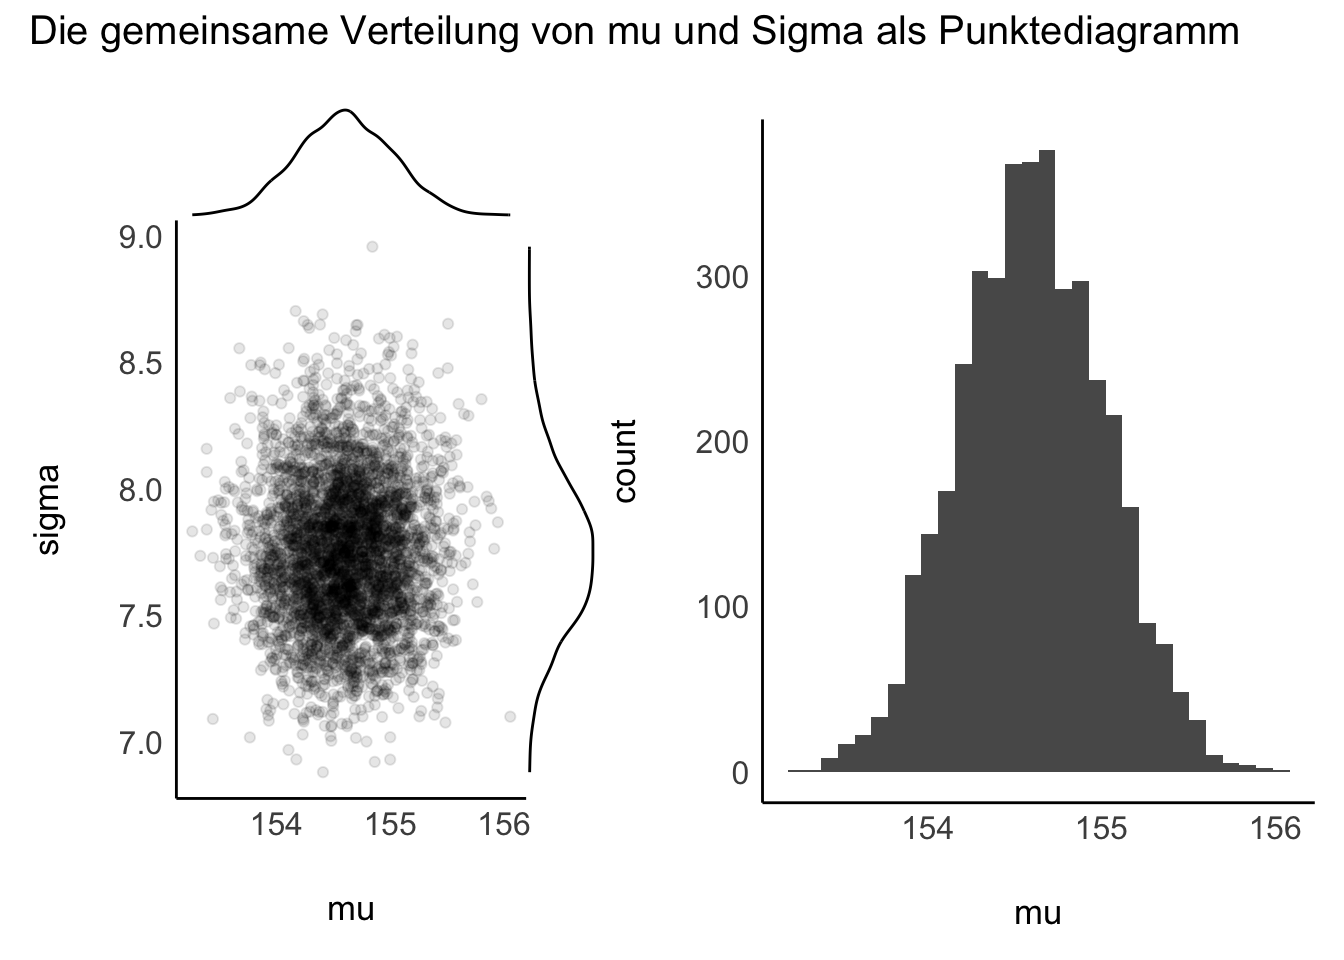 Die gemeinsame Verteilung von mu und Sigma als Punktediagramm
9.0
8.5
8.0
7.5
7.0
sigma
154 155 156
mu
300
200
100
0
count
154 155 156
mu